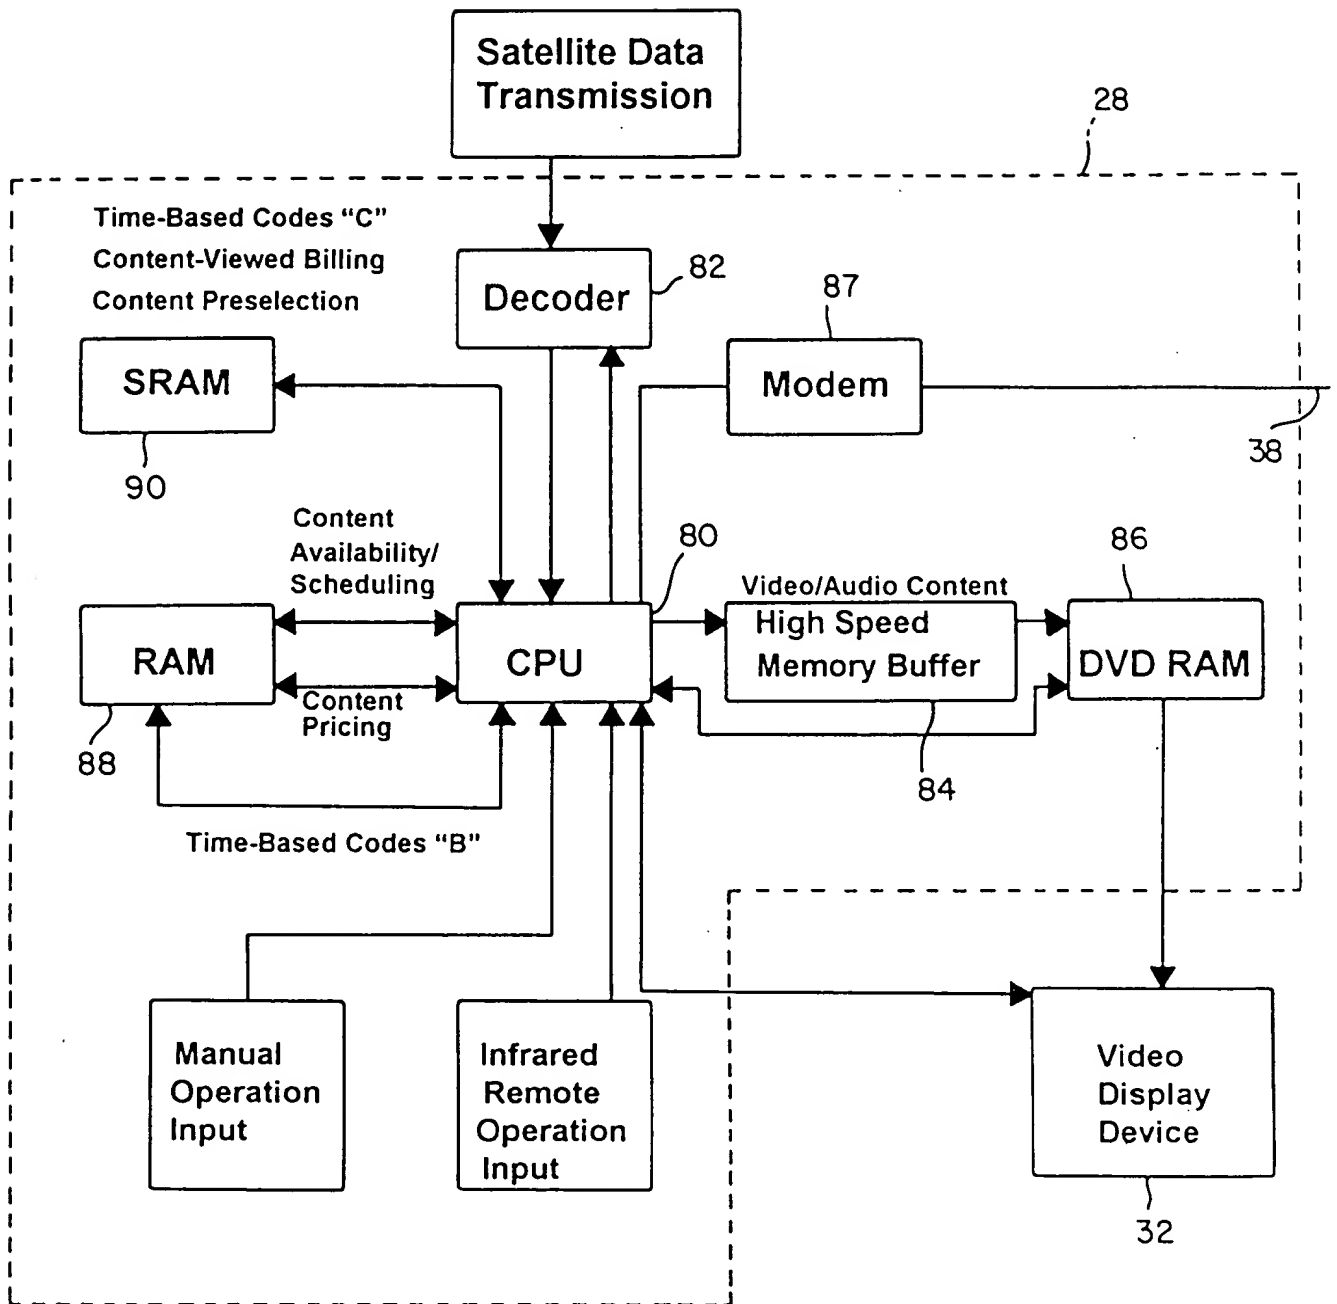 Satellite Data
Transmission
28
Time-Based Codes “C”
Content-Viewed Billing
Content Preselection
Decoder
82
87
SRAM
Modem
90
38
Content
Availability/
Scheduling
80
86
Video/Audio Content
RAM
CPU
High Speed
Memory Buffer
DVD RAM
Content
Pricing
88
84
Time-Based Codes “B”
Manual
Operation
Input
Infrared
Remote
Operation
Input
Video
Display
Device
32